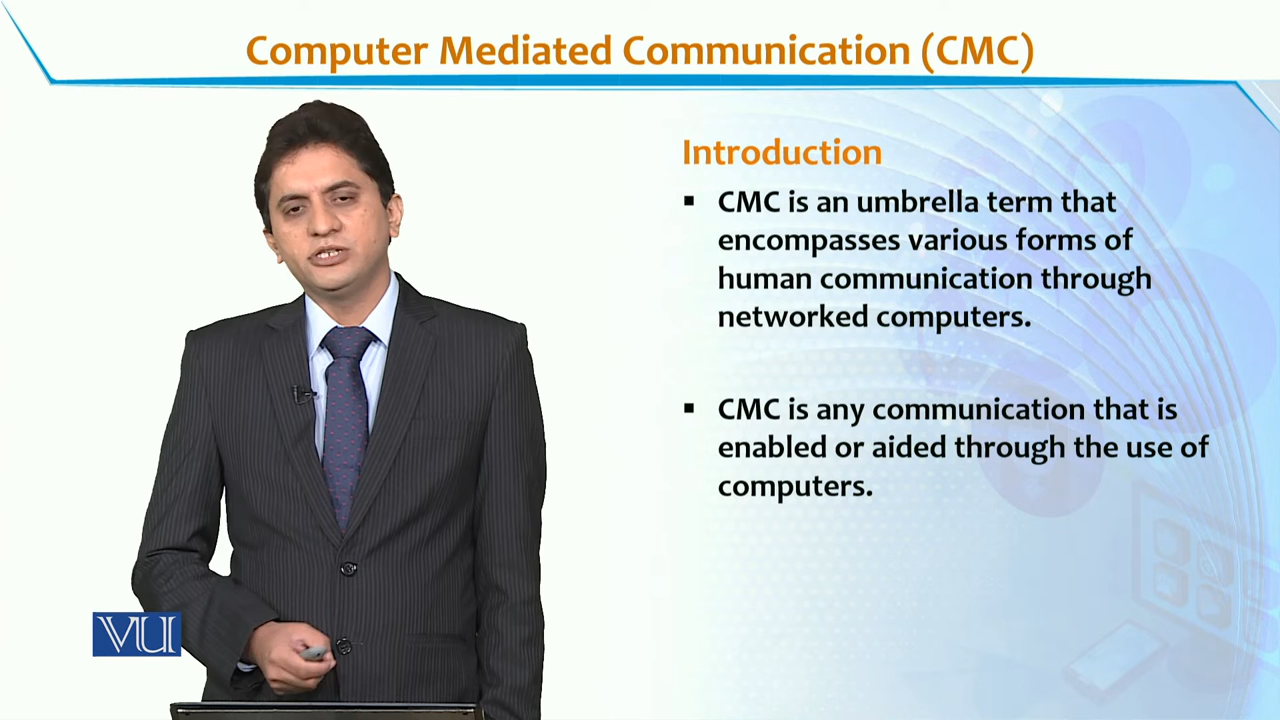 Computer Mediated Communication (CMC)
Introduction
▪ CMC is an umbrella term that
encompasses various forms of
human communication through
networked computers.
▪ CMC is any communication that is
enabled or aided through the use of
computers.
VU